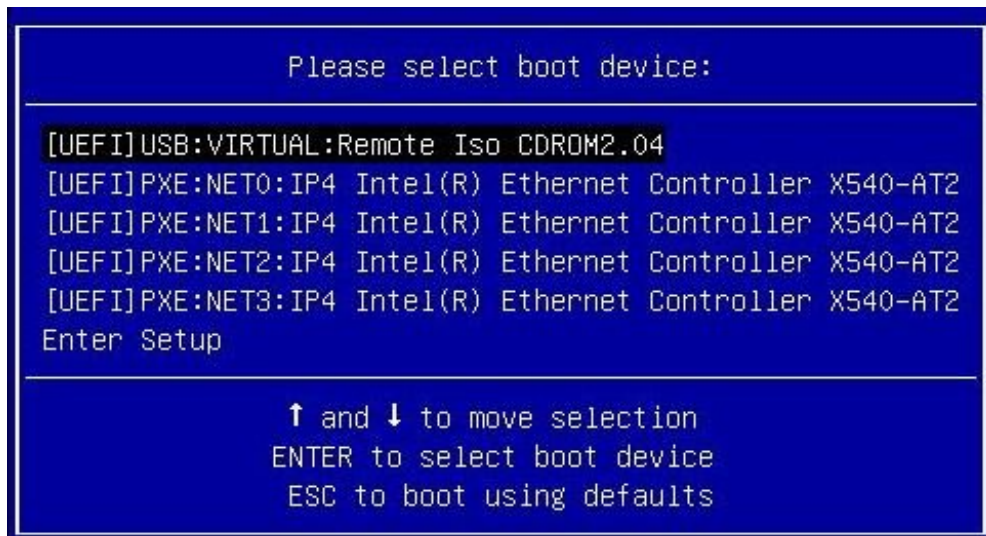 Please select boot device:
[UEFI]USB:VIRTUAL:Remote Iso CDROM2.04
[UEFI]PXE:NET0:IP4 Intel(R) Ethernet Controller X540-AT2
[UEFI]PXE:NET1:IP4 Intel(R) Ethernet Controller X540-AT2
[UEFI]PXE:NET2:IP4 Intel(R) Ethernet Controller X540-AT2
[UEFI]PXE:NET3:IP4 Intel(R) Ethernet Controller X540-AT2
Enter Setup
↑ and ↓ to move selection
ENTER to select boot device
ESC to boot using defaults